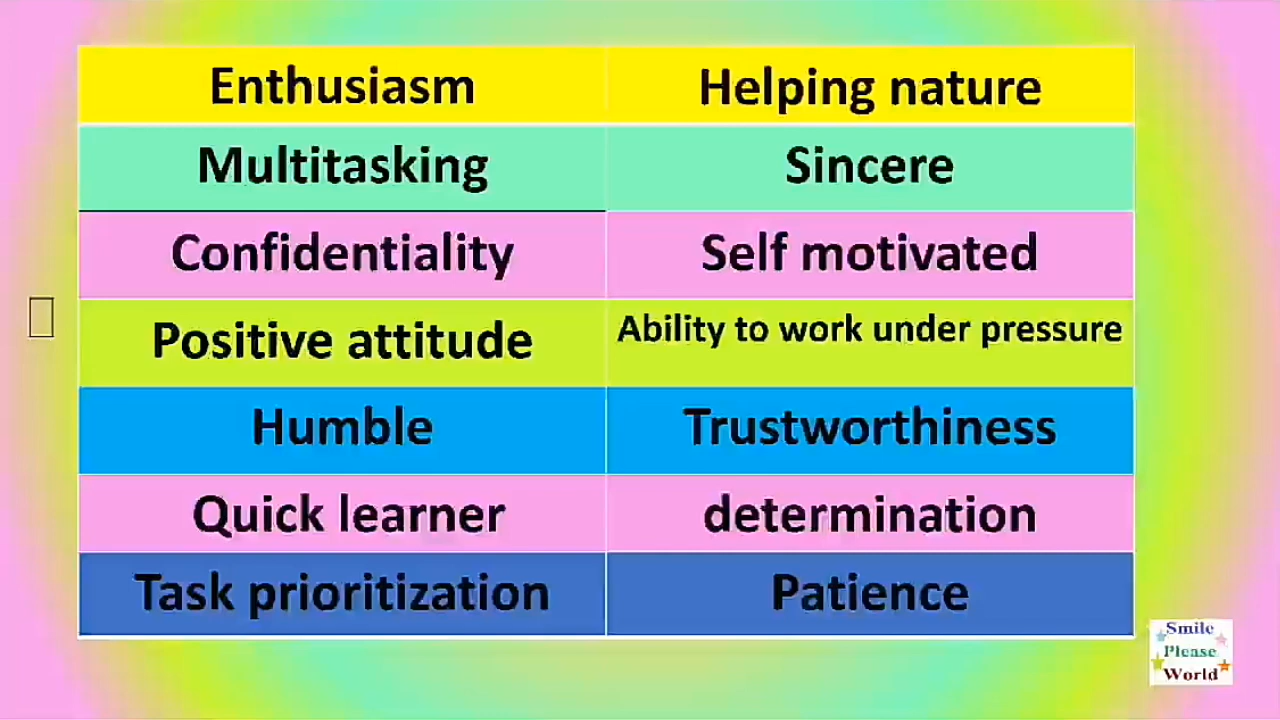 Enthusiasm Helping nature
Multitasking Sincere
Confidentiality Self motivated
Positive attitude Ability to work under pressure
Humble Trustworthiness
Quick learner determination
Task prioritization Patience
Smile
Please
World